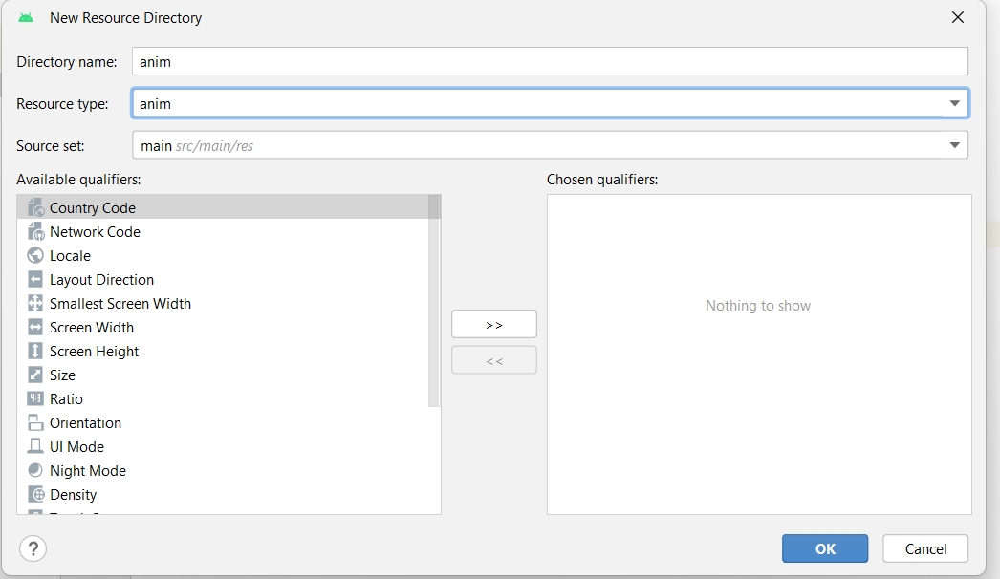 New Resource Directory
Directory name: anim
Resource type: anim
Source set: main src/main/res
Available qualifiers:
Chosen qualifiers:
Country Code
Network Code
Locale
Layout Direction
Smallest Screen Width
Screen Width
Screen Height
Size
Ratio
Orientation
UI Mode
Night Mode
Density
>>
<<
Nothing to show
?
OK
Cancel